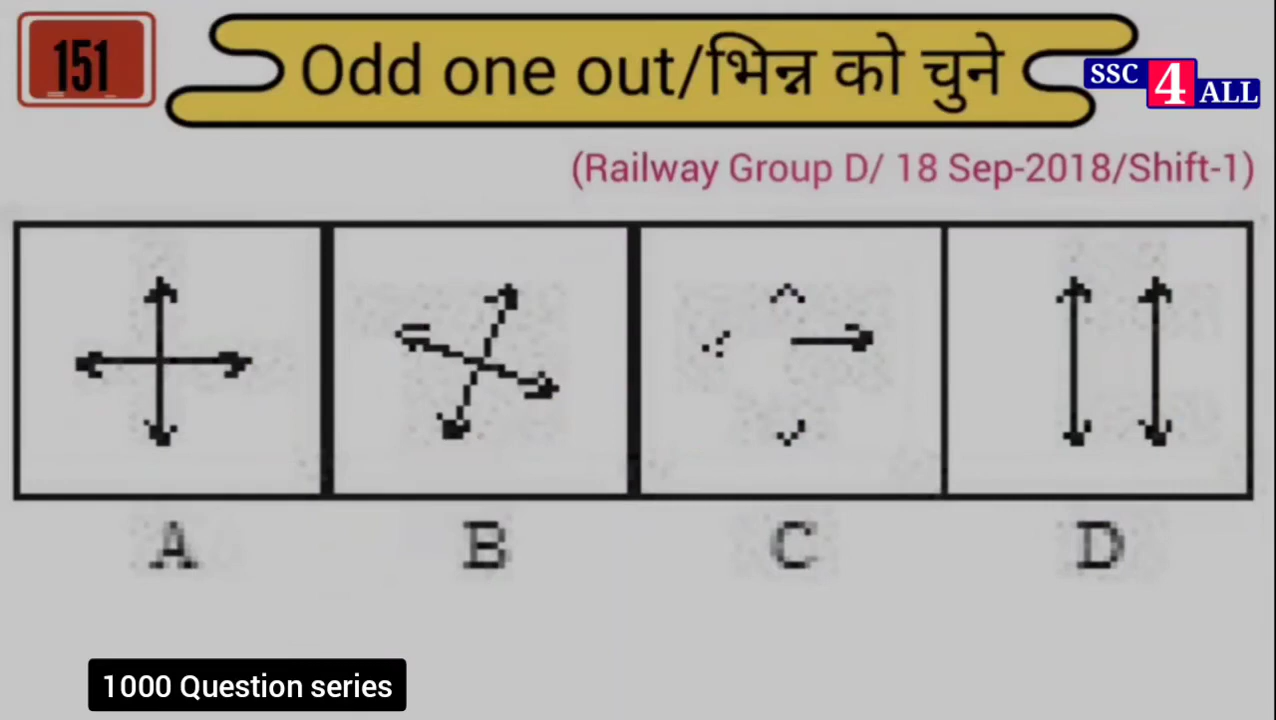 151
Odd one out/भिन्न को चुने
SSC 4 ALL
(Railway Group D/ 18 Sep-2018/Shift-1)
A B C D
1000 Question series